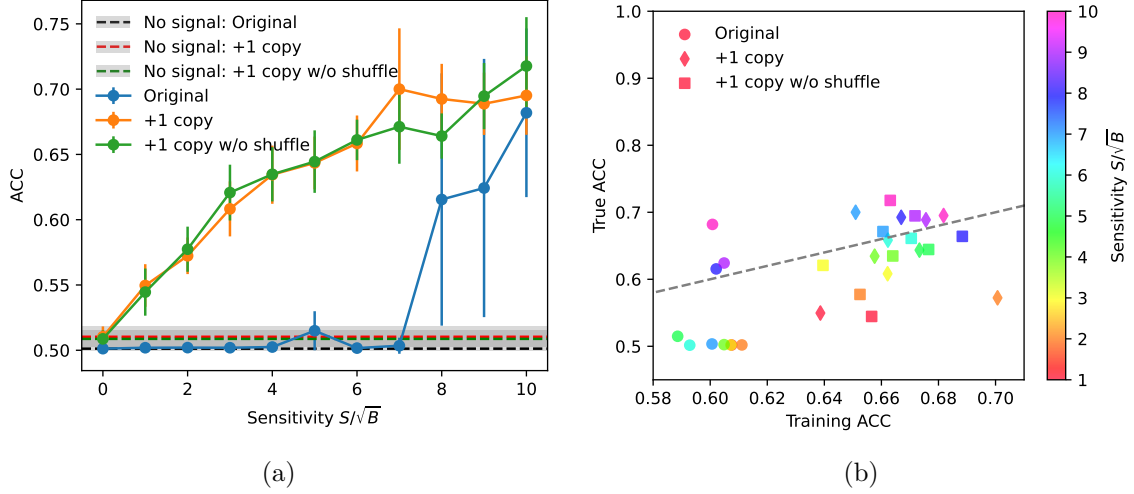 0.75
0.70
0.65
0.60
0.55
0.50
ACC
No signal: Original
No signal: +1 copy
No signal: +1 copy w/o shuffle
Original
+1 copy
+1 copy w/o shuffle
0 2 4 6 8 10
Sensitivity S/√B
(a)
1.0
0.9
0.8
0.7
0.6
0.5
True ACC
Original
+1 copy
+1 copy w/o shuffle
0.58 0.60 0.62 0.64 0.66 0.68 0.70
Training ACC
10
9
8
7
6
5
4
3
2
1
Sensitivity S/√B
(b)